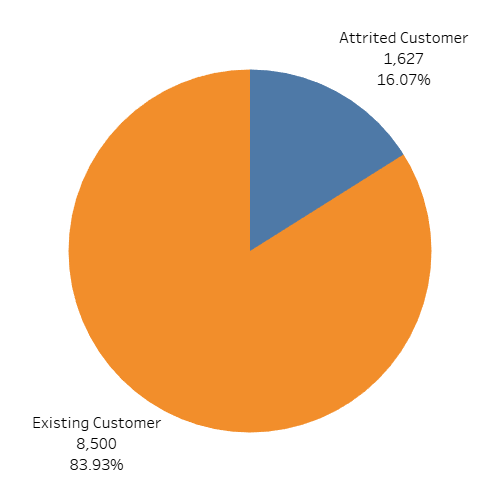 Attrited Customer
1,627
16.07%
Existing Customer
8,500
83.93%